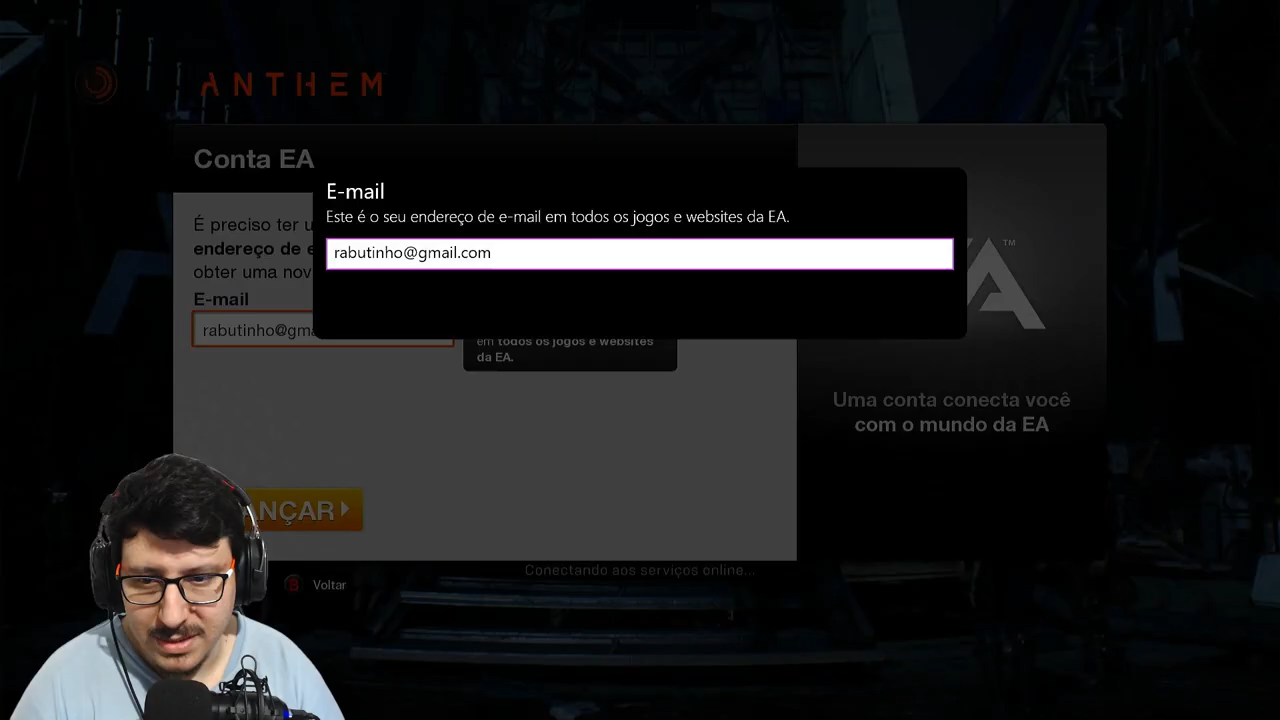 ANTHEM
Conta EA
E-mail
Este é o seu endereço de e-mail em todos os jogos e websites da EA.
rabutinho@gmail.com
É preciso ter u
endereço de e
obter uma nov
E-mail
rabutinho@gma
em todos os jogos e websites
da EA.
™
Uma conta conecta você
com o mundo da EA
NÇAR
B Voltar
Conectando aos serviços online...